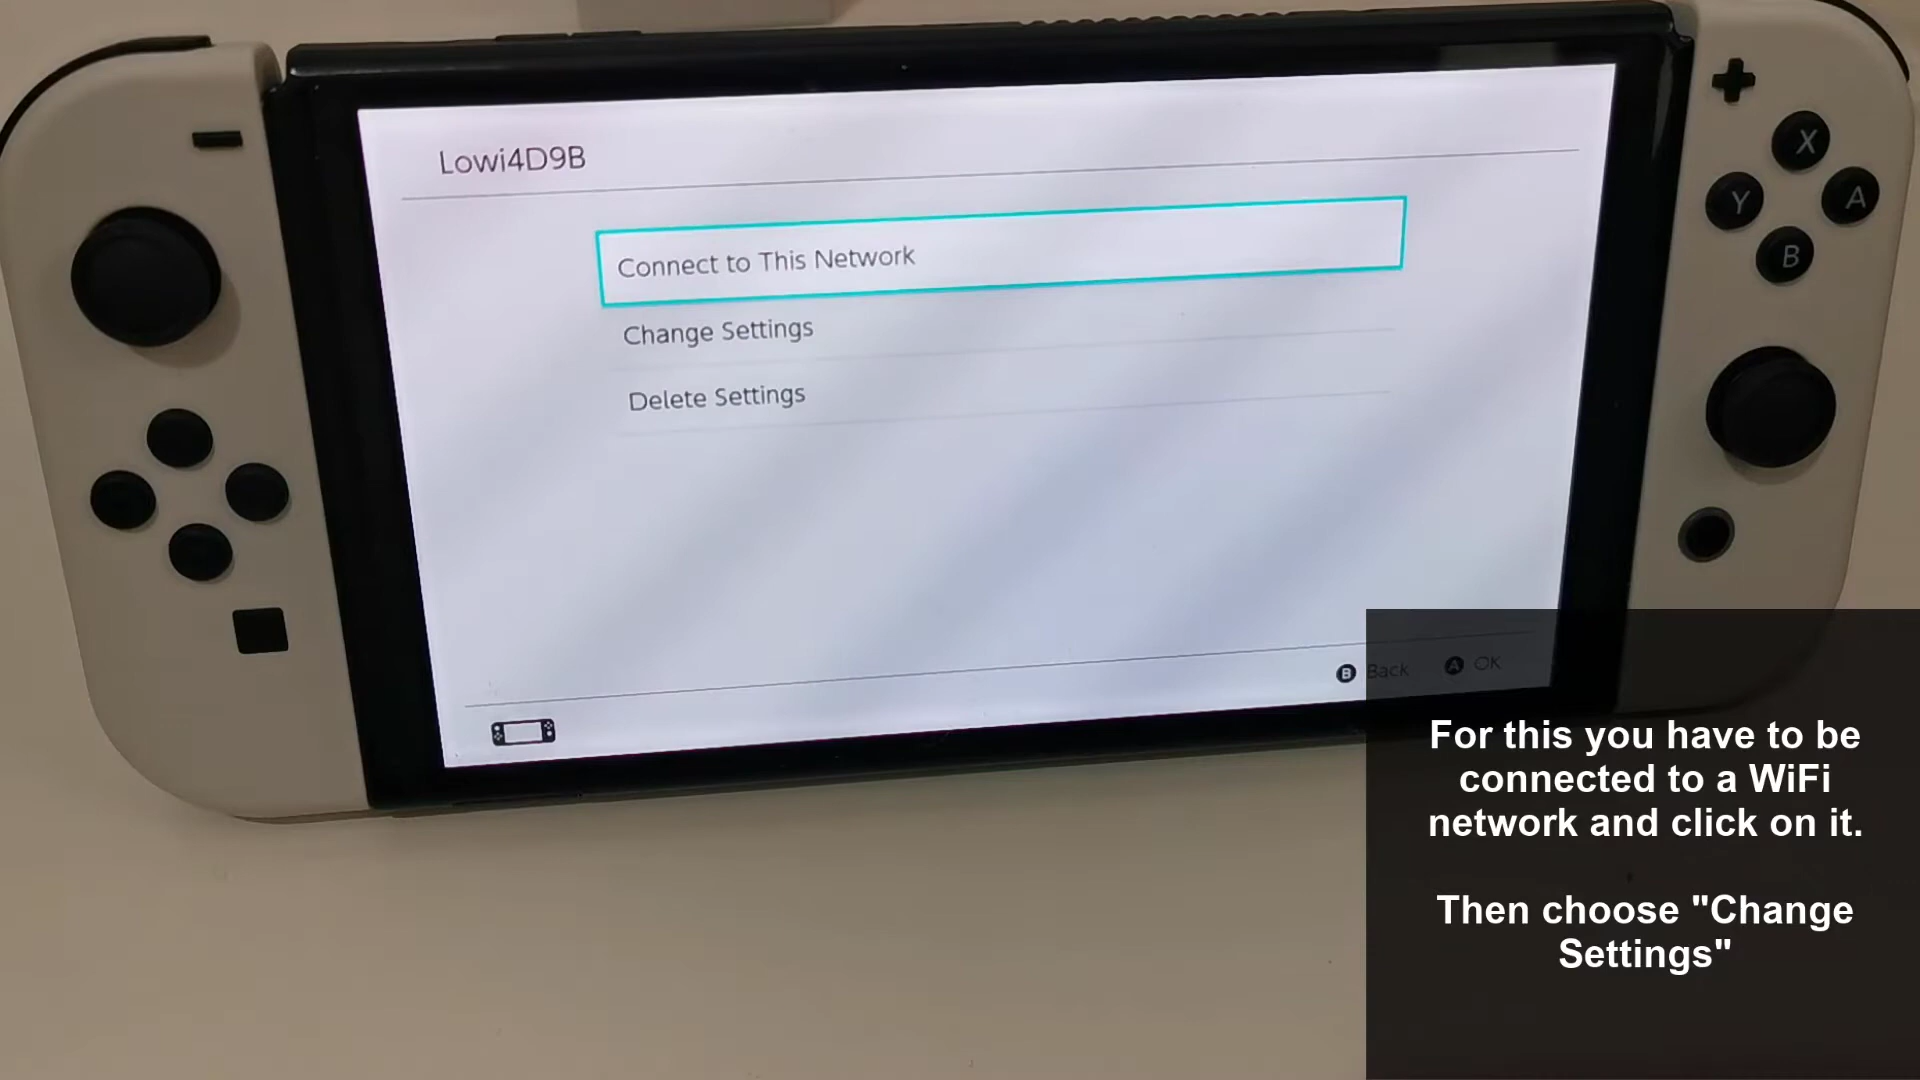 Lowi4D9B
Connect to This Network
Change Settings
Delete Settings
B Back A OK
X
Y
A
B
For this you have to be
connected to a WiFi
network and click on it.
Then choose "Change
Settings"